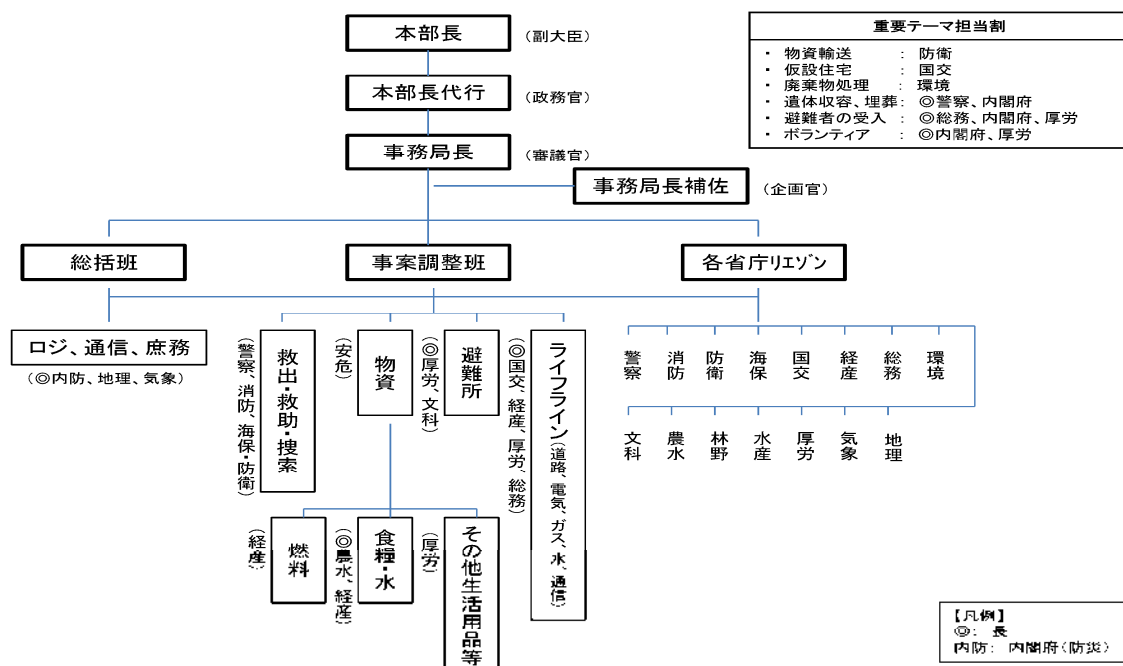 本部長 (副大臣)
本部長代行 (政務官)
事務局長 (審議官)
事務局長補佐 (企画官)
重要テーマ担当割
・ 物資輸送 : 防衛
・ 仮設住宅 : 国交
・ 廃棄物処理 : 環境
・ 遺体収容、埋葬: ◎警察、内閣府
・ 避難者の受入 : ◎総務、内閣府、厚労
・ ボランティア : ◎内閣府、厚労
総括班
事案調整班
各省庁ﾘｴｿﾞﾝ
ロジ、通信、庶務
(◎内防、地理、気象)
救出・救助・捜索
(警察、消防、海保・防衛)
物資
(安危)
避難所
(◎厚労、文科)
ライフライン(道路、電気、ガス、水、通信)
(◎国交、経産、厚労、総務)
燃料
(経産)
食糧・水
(◎農水、経産)
その他生活用品等
(厚労)
警察
消防
防衛
海保
国交
経産
総務
環境
文科
農水
林野
水産
厚労
気象
地理
【凡例】
◎: 長
内防: 内閣府(防災)